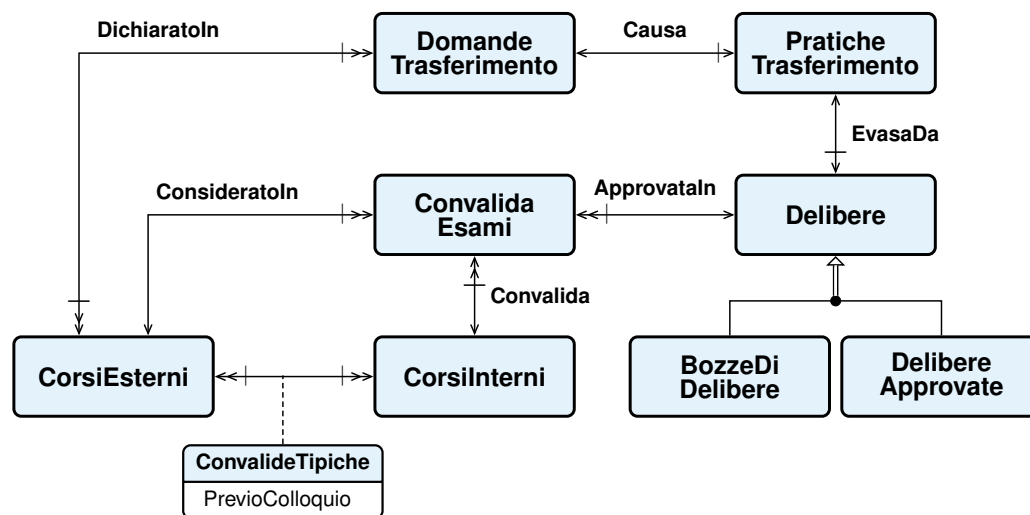 DichiaratoIn
Domande
Trasferimento
Causa
Pratiche
Trasferimento
EvasaDa
ConsideratoIn
Convalida
Esami
ApprovataIn
Delibere
Convalida
CorsiEsterni
CorsiInterni
BozzeDi
Delibere
Delibere
Approvate
ConvalideTipiche
PrevioColloquio